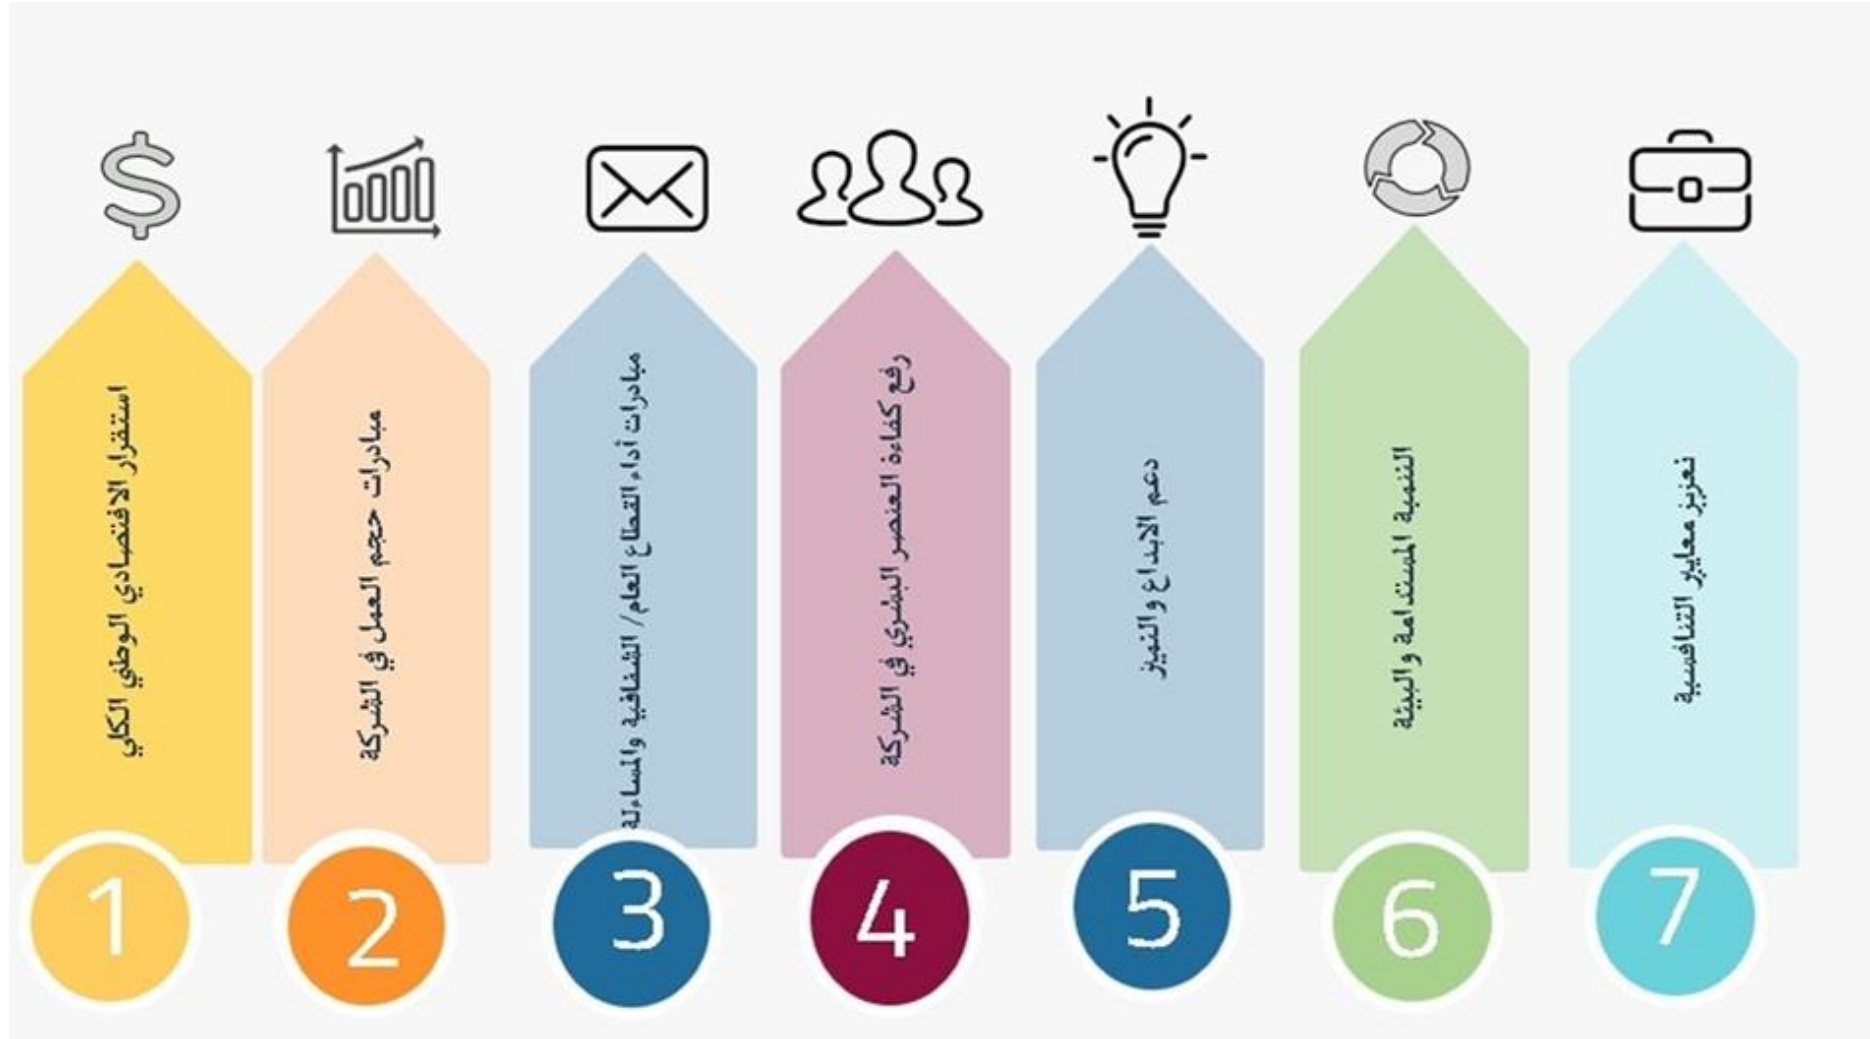 استقرار الاقتصادي الوطني الكلي
1
مبادرات حجم العمل في الشركة
2
مبادرات أداء القطاع العام/ الشفافية والمساءلة
3
رفع كفاءة العنصر البشري في الشركة
4
دعم الابداع والتميز
5
التنمية المستدامة والبيئة
6
تعزيز معايير التنافسية
7